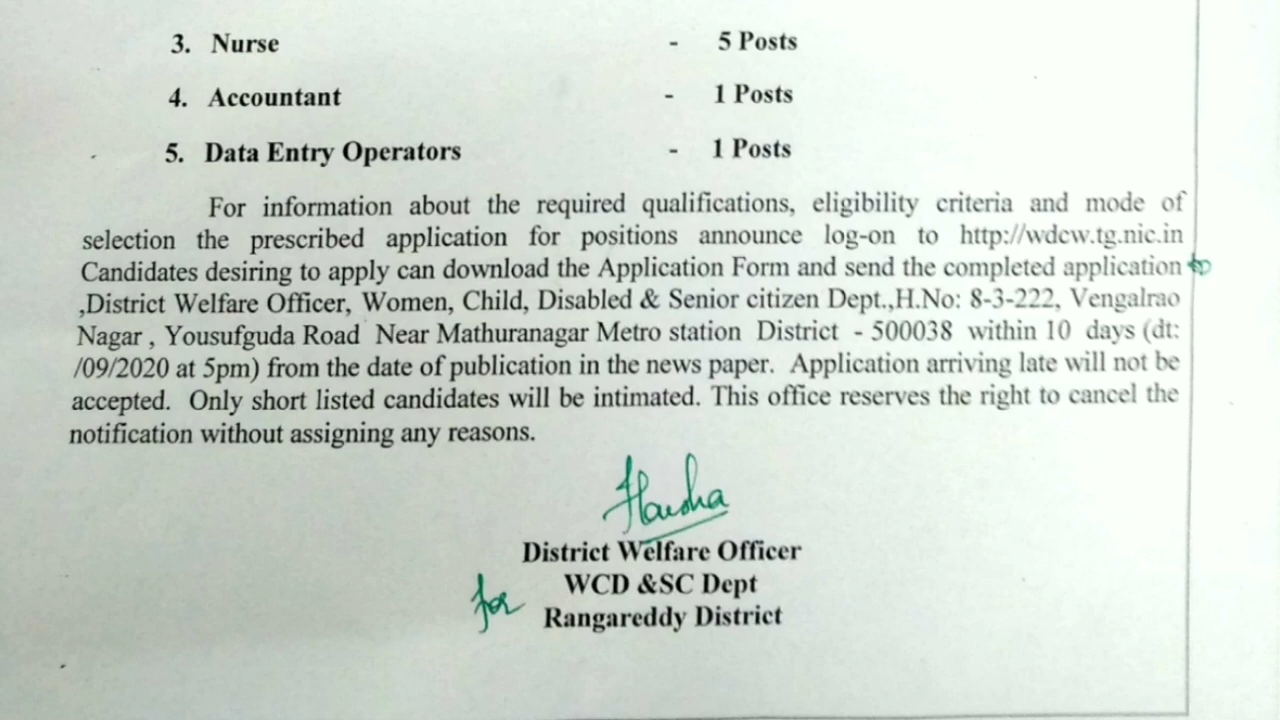 3. Nurse - 5 Posts
4. Accountant - 1 Posts
5. Data Entry Operators - 1 Posts
For information about the required qualifications, eligibility criteria and mode of
selection the prescribed application for positions announce log-on to http://wdcw.tg.nic.in
Candidates desiring to apply can download the Application Form and send the completed application to
,District Welfare Officer, Women, Child, Disabled & Senior citizen Dept.,H.No: 8-3-222, Vengalrao
Nagar , Yousufguda Road Near Mathuranagar Metro station District - 500038 within 10 days (dt:
/09/2020 at 5pm) from the date of publication in the news paper. Application arriving late will not be
accepted. Only short listed candidates will be intimated. This office reserves the right to cancel the
notification without assigning any reasons.
District Welfare Officer
for WCD &SC Dept
Rangareddy District